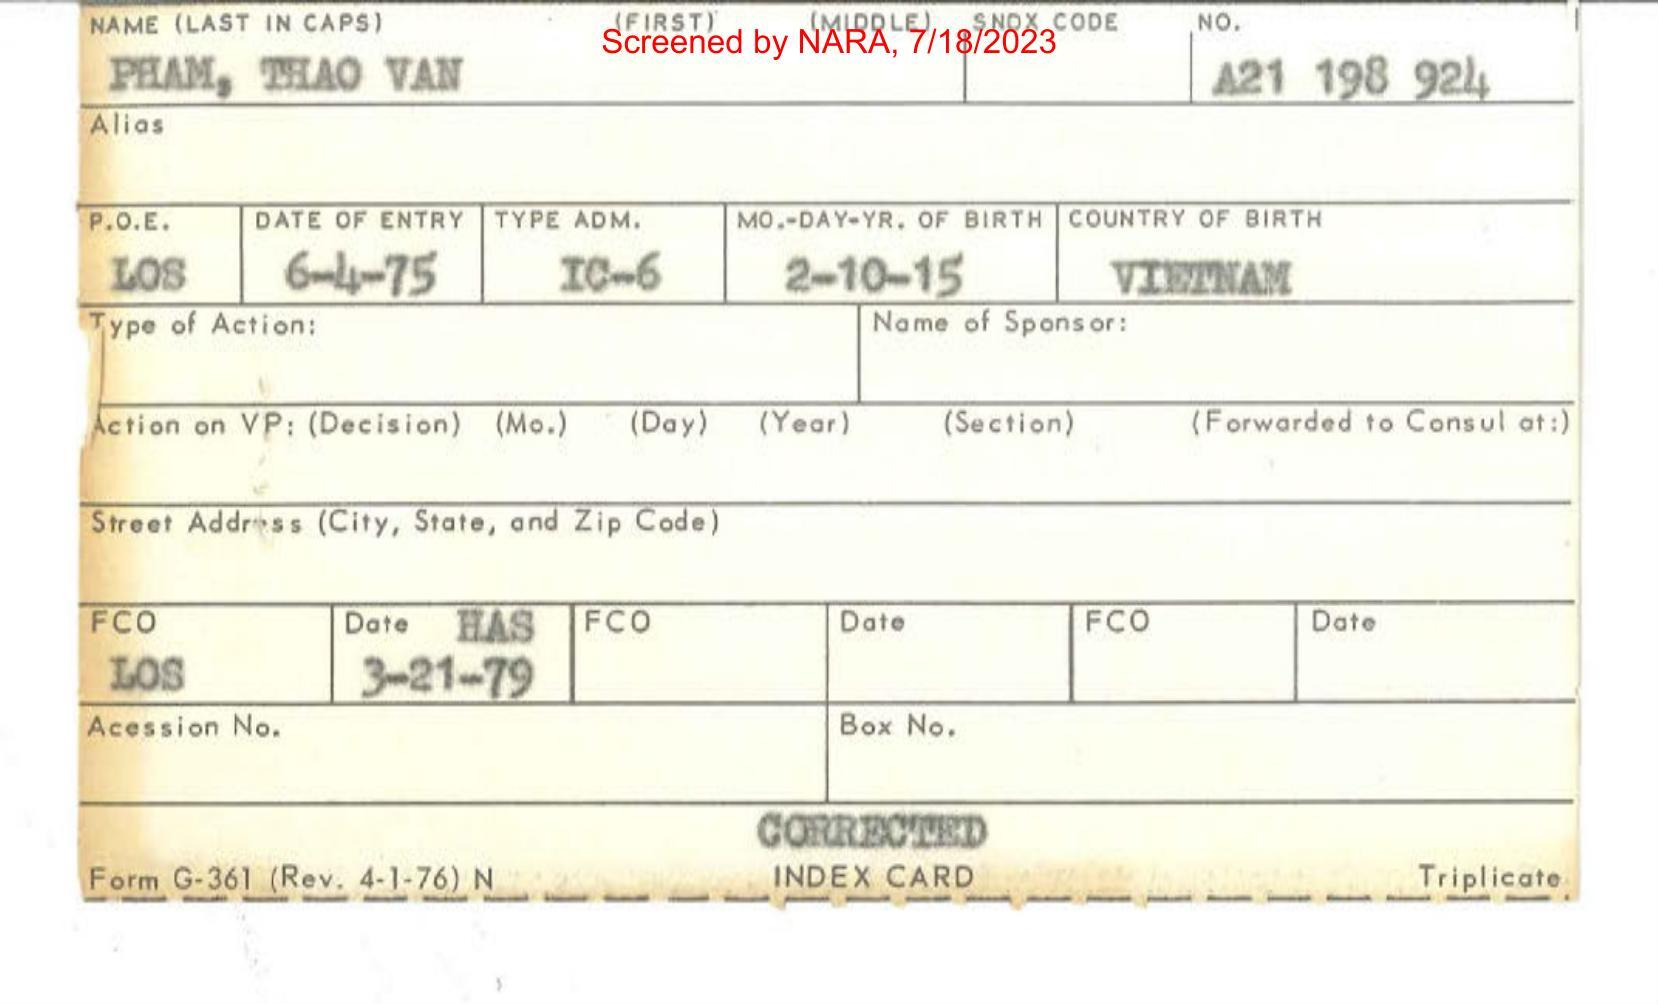 NAME (LAST IN CAPS) (FIRST) (MIDDLE) SNDX CODE NO.
Screened by NARA, 7/18/2023
PHAM, THAO VAN A21 198 924
Alias
P.O.E. DATE OF ENTRY TYPE ADM. MO.-DAY-YR. OF BIRTH COUNTRY OF BIRTH
LOS 6-4-75 IC-6 2-10-15 VIETNAM
Type of Action: Name of Sponsor:
Action on VP: (Decision) (Mo.) (Day) (Year) (Section) (Forwarded to Consul at:)
Street Address (City, State, and Zip Code)
FCO Date HAS FCO Date FCO Date
LOS 3-21-79
Acession No. Box No.
CORRECTED
Form G-361 (Rev. 4-1-76) N INDEX CARD Triplicate